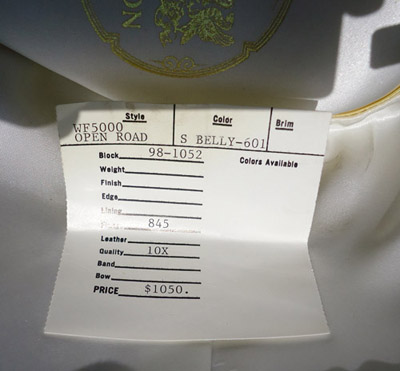 ON
Style Color Brim
WF5000
OPEN ROAD S BELLY-601
Block 98-1052 Colors Available
Weight
Finish
Edge
Lining
845
Leather
Quality 10X
Band
Bow
PRICE $1050.